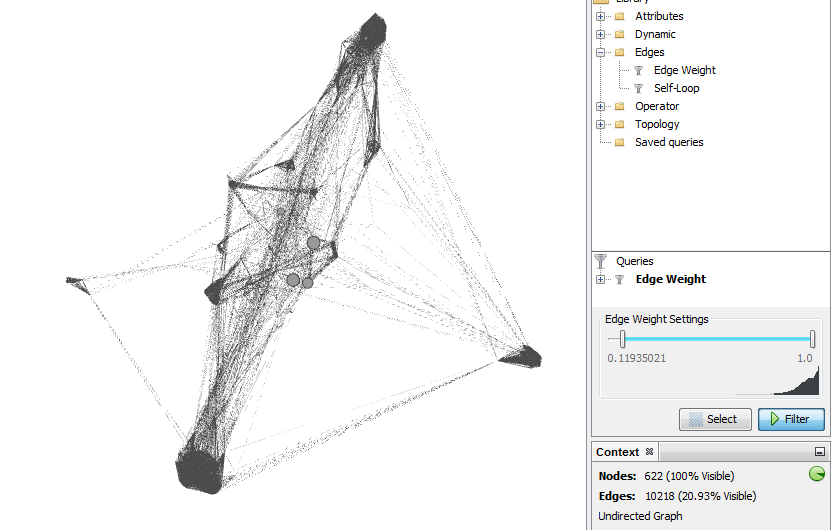 Library
Attributes
Dynamic
Edges
Edge Weight
Self-Loop
Operator
Topology
Saved queries
Queries
Edge Weight
Edge Weight Settings
0.11935021 1.0
Select Filter
Context
Nodes: 622 (100% Visible)
Edges: 10218 (20.93% Visible)
Undirected Graph